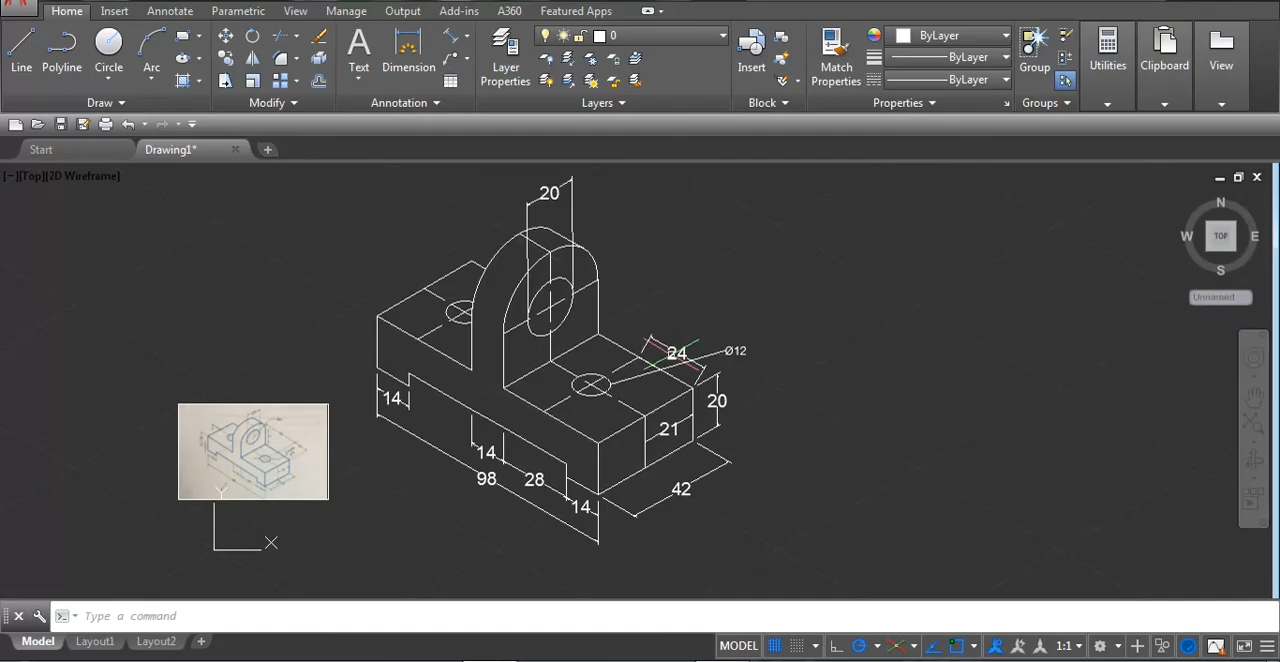 Home Insert Annotate Parametric View Manage Output Add-ins A360 Featured Apps
Line Polyline Circle Arc Text Dimension Layer Properties 0 Insert Match Properties ByLayer ByLayer ByLayer Group Utilities Clipboard View
Draw Modify Annotation Layers Block Properties Groups
Start Drawing1*
[−][Top][2D Wireframe]
N
W TOP E
S
Unnamed
20
24
Ø12
20
14
21
14
98 28
42
14
Y
X
Type a command
Model Layout1 Layout2 MODEL 1:1